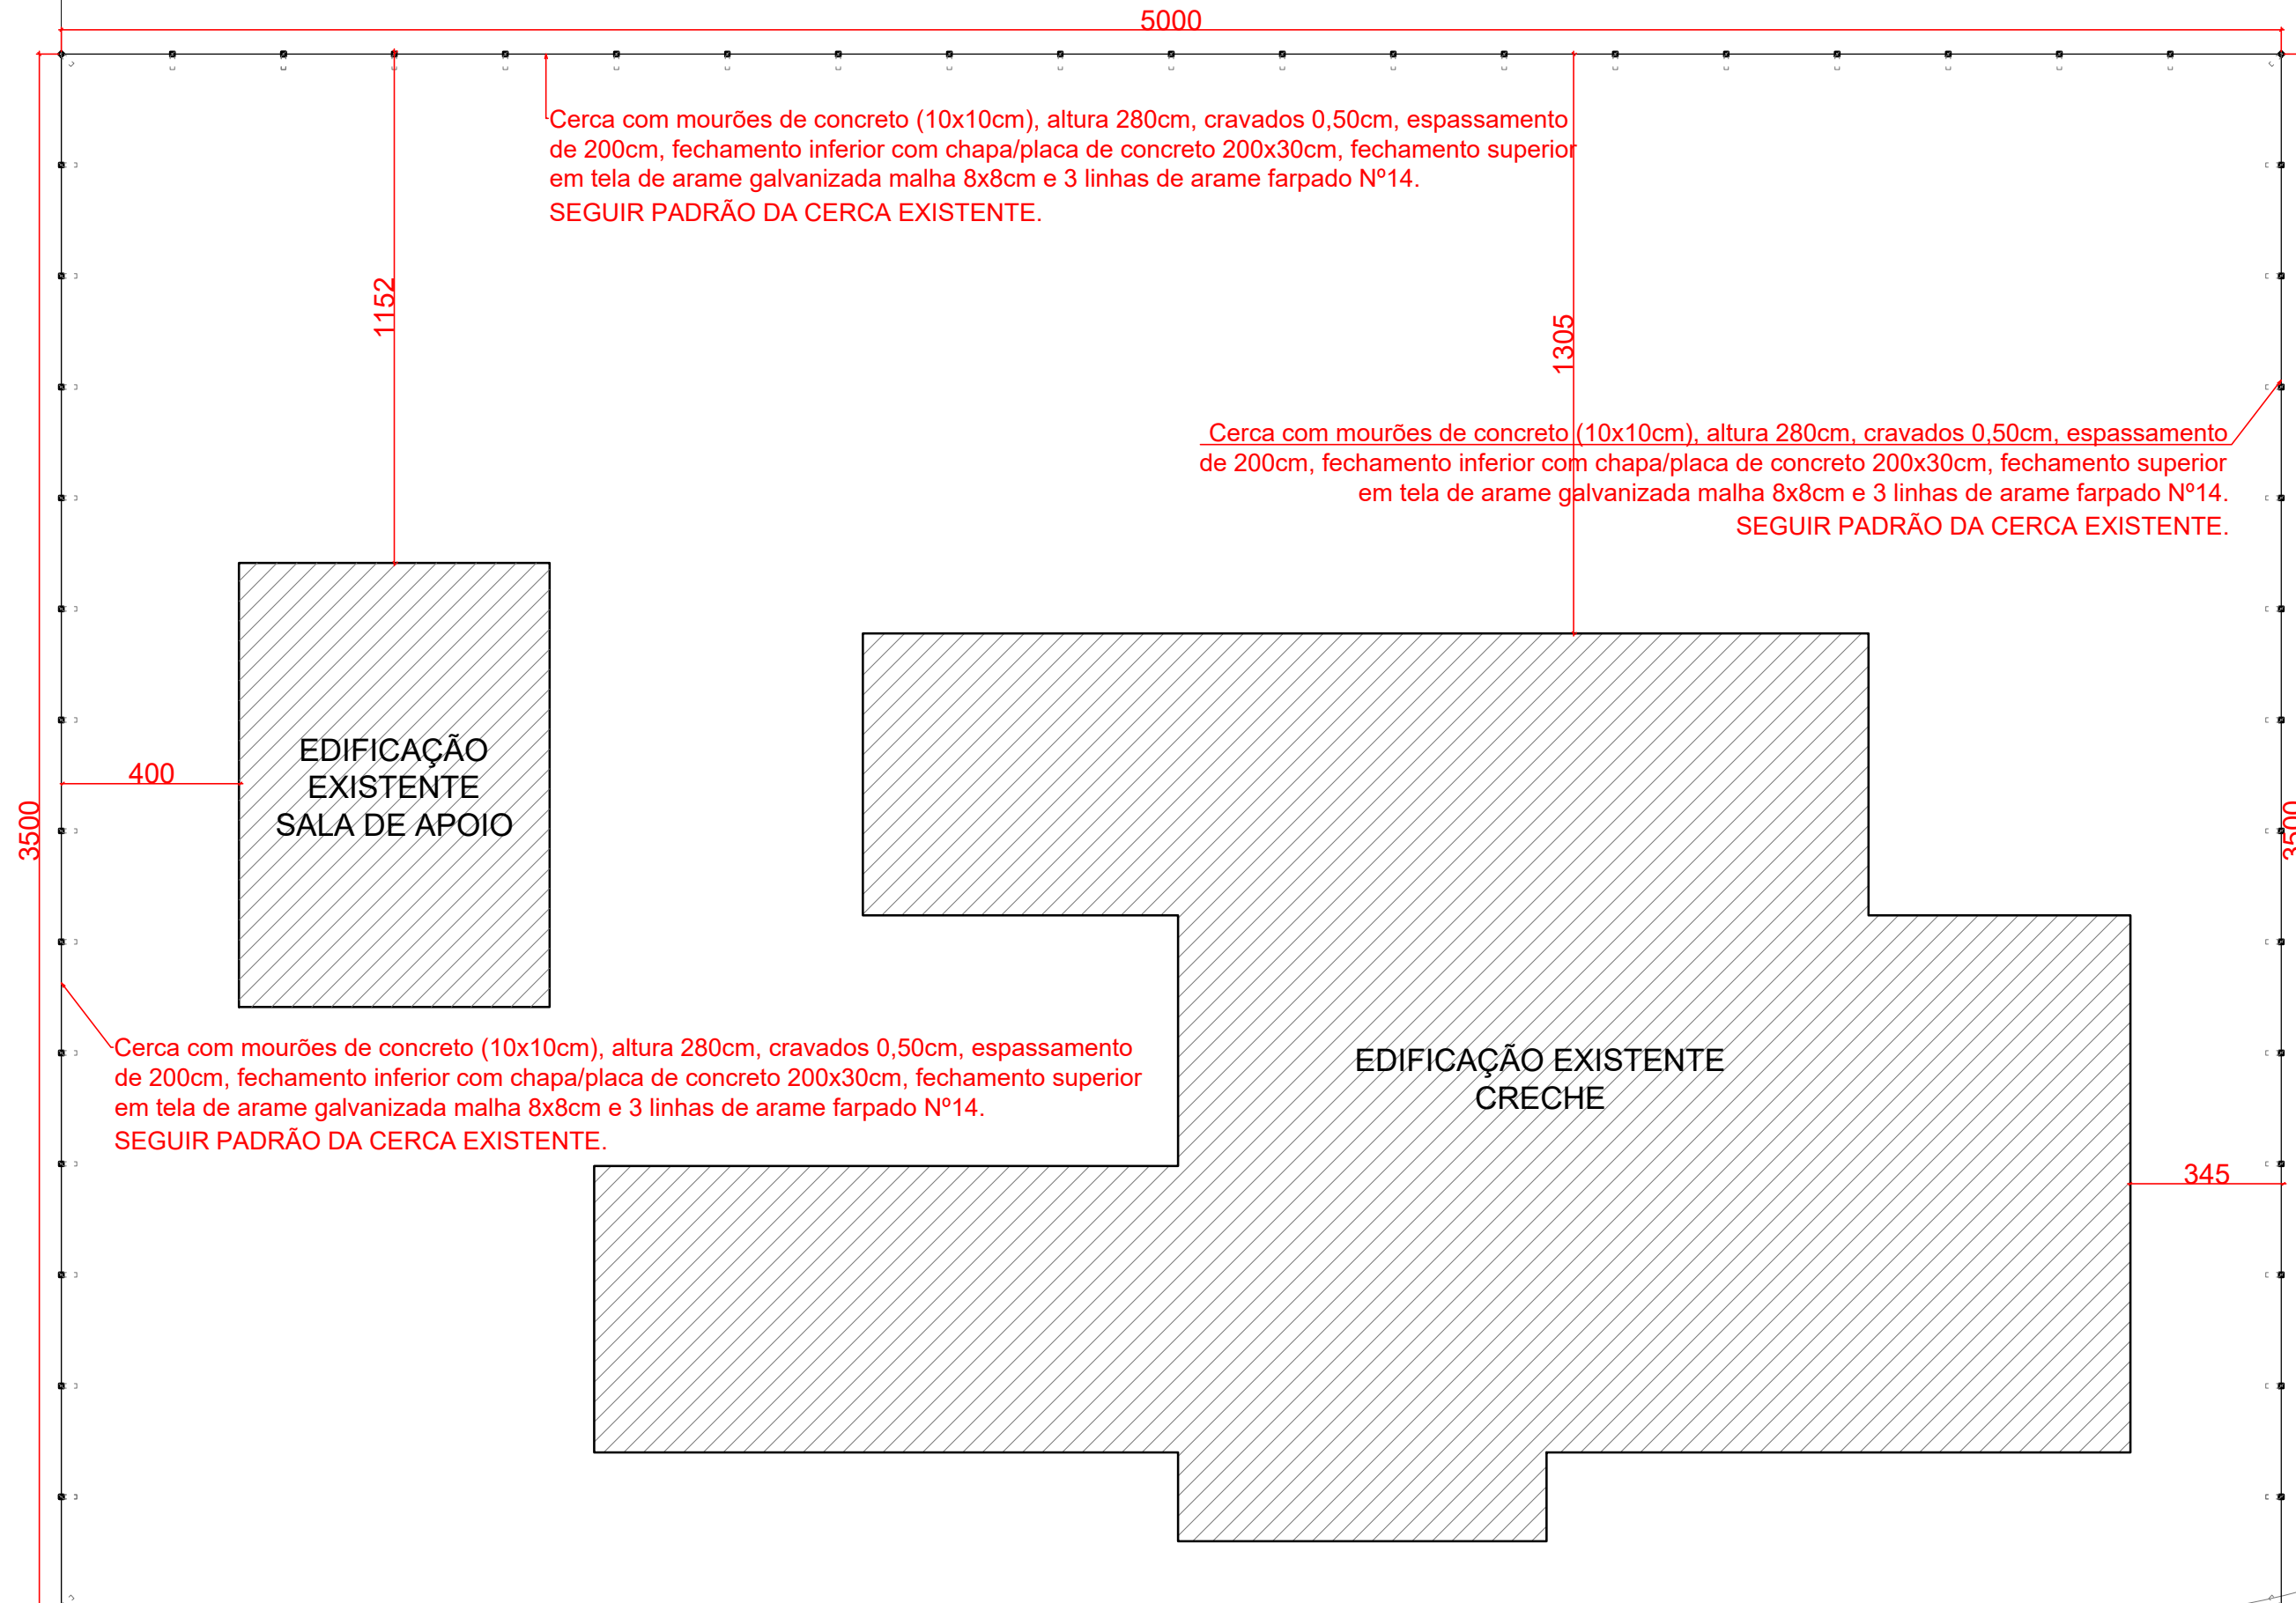 5000
Cerca com mourões de concreto (10x10cm), altura 280cm, cravados 0,50cm, espassamento
de 200cm, fechamento inferior com chapa/placa de concreto 200x30cm, fechamento superior
em tela de arame galvanizada malha 8x8cm e 3 linhas de arame farpado Nº14.
SEGUIR PADRÃO DA CERCA EXISTENTE.
1152
1305
Cerca com mourões de concreto (10x10cm), altura 280cm, cravados 0,50cm, espassamento
de 200cm, fechamento inferior com chapa/placa de concreto 200x30cm, fechamento superior
em tela de arame galvanizada malha 8x8cm e 3 linhas de arame farpado Nº14.
SEGUIR PADRÃO DA CERCA EXISTENTE.
EDIFICAÇÃO
EXISTENTE
SALA DE APOIO
400
3500
3500
Cerca com mourões de concreto (10x10cm), altura 280cm, cravados 0,50cm, espassamento
de 200cm, fechamento inferior com chapa/placa de concreto 200x30cm, fechamento superior
em tela de arame galvanizada malha 8x8cm e 3 linhas de arame farpado Nº14.
SEGUIR PADRÃO DA CERCA EXISTENTE.
EDIFICAÇÃO EXISTENTE
CRECHE
345